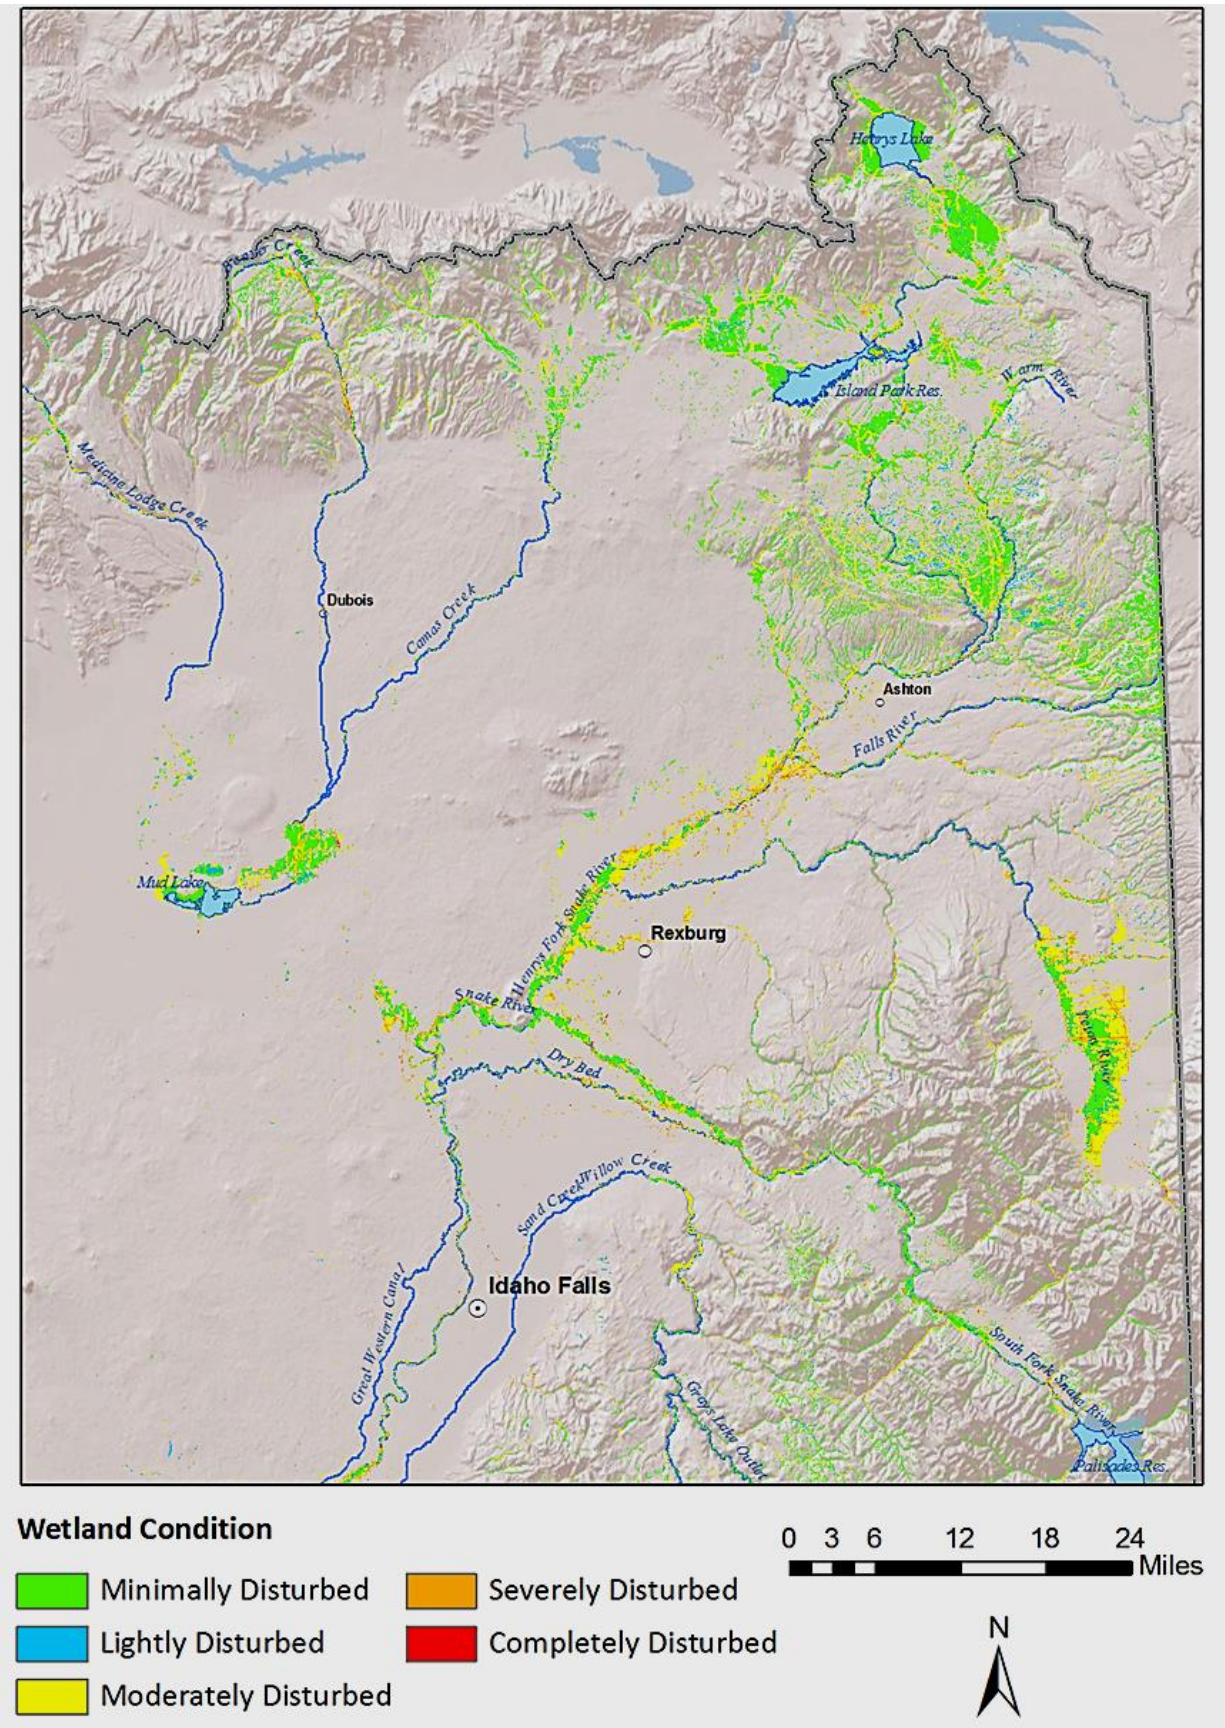 Henrys Lake
Beaver Creek
Warm River
Island Park Res.
Medicine Lodge Creek
Dubois
Camas Creek
Ashton
Falls River
Mud Lake
Henrys Fork Snake River
Rexburg
Snake River
Teton River
Dry Bed
Willow Creek
Sand Creek
Idaho Falls
Great Western Canal
South Fork Snake River
Grays Lake Outlet
Palisades Res.
Wetland Condition
0 3 6 12 18 24
Miles
Minimally Disturbed
Severely Disturbed
Lightly Disturbed
Completely Disturbed
Moderately Disturbed
N